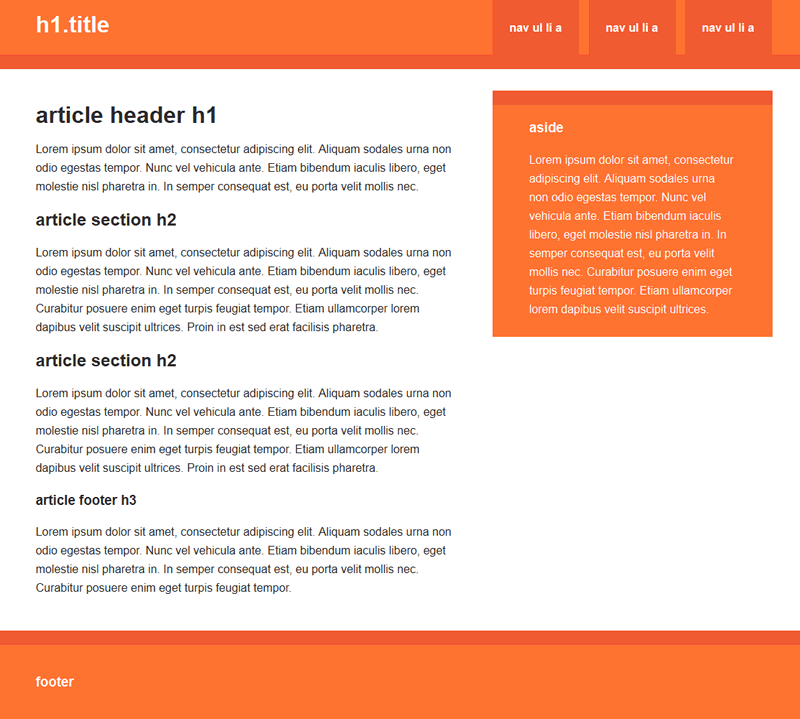 h1.title
nav ul li a
nav ul li a
nav ul li a
article header h1
Lorem ipsum dolor sit amet, consectetur adipiscing elit. Aliquam sodales urna non
odio egestas tempor. Nunc vel vehicula ante. Etiam bibendum iaculis libero, eget
molestie nisl pharetra in. In semper consequat est, eu porta velit mollis nec.
article section h2
Lorem ipsum dolor sit amet, consectetur adipiscing elit. Aliquam sodales urna non
odio egestas tempor. Nunc vel vehicula ante. Etiam bibendum iaculis libero, eget
molestie nisl pharetra in. In semper consequat est, eu porta velit mollis nec.
Curabitur posuere enim eget turpis feugiat tempor. Etiam ullamcorper lorem
dapibus velit suscipit ultrices. Proin in est sed erat facilisis pharetra.
article section h2
Lorem ipsum dolor sit amet, consectetur adipiscing elit. Aliquam sodales urna non
odio egestas tempor. Nunc vel vehicula ante. Etiam bibendum iaculis libero, eget
molestie nisl pharetra in. In semper consequat est, eu porta velit mollis nec.
Curabitur posuere enim eget turpis feugiat tempor. Etiam ullamcorper lorem
dapibus velit suscipit ultrices. Proin in est sed erat facilisis pharetra.
article footer h3
Lorem ipsum dolor sit amet, consectetur adipiscing elit. Aliquam sodales urna non
odio egestas tempor. Nunc vel vehicula ante. Etiam bibendum iaculis libero, eget
molestie nisl pharetra in. In semper consequat est, eu porta velit mollis nec.
Curabitur posuere enim eget turpis feugiat tempor.
aside
Lorem ipsum dolor sit amet, consectetur
adipiscing elit. Aliquam sodales urna
non odio egestas tempor. Nunc vel
vehicula ante. Etiam bibendum iaculis
libero, eget molestie nisl pharetra in. In
semper consequat est, eu porta velit
mollis nec. Curabitur posuere enim eget
turpis feugiat tempor. Etiam ullamcorper
lorem dapibus velit suscipit ultrices.
footer